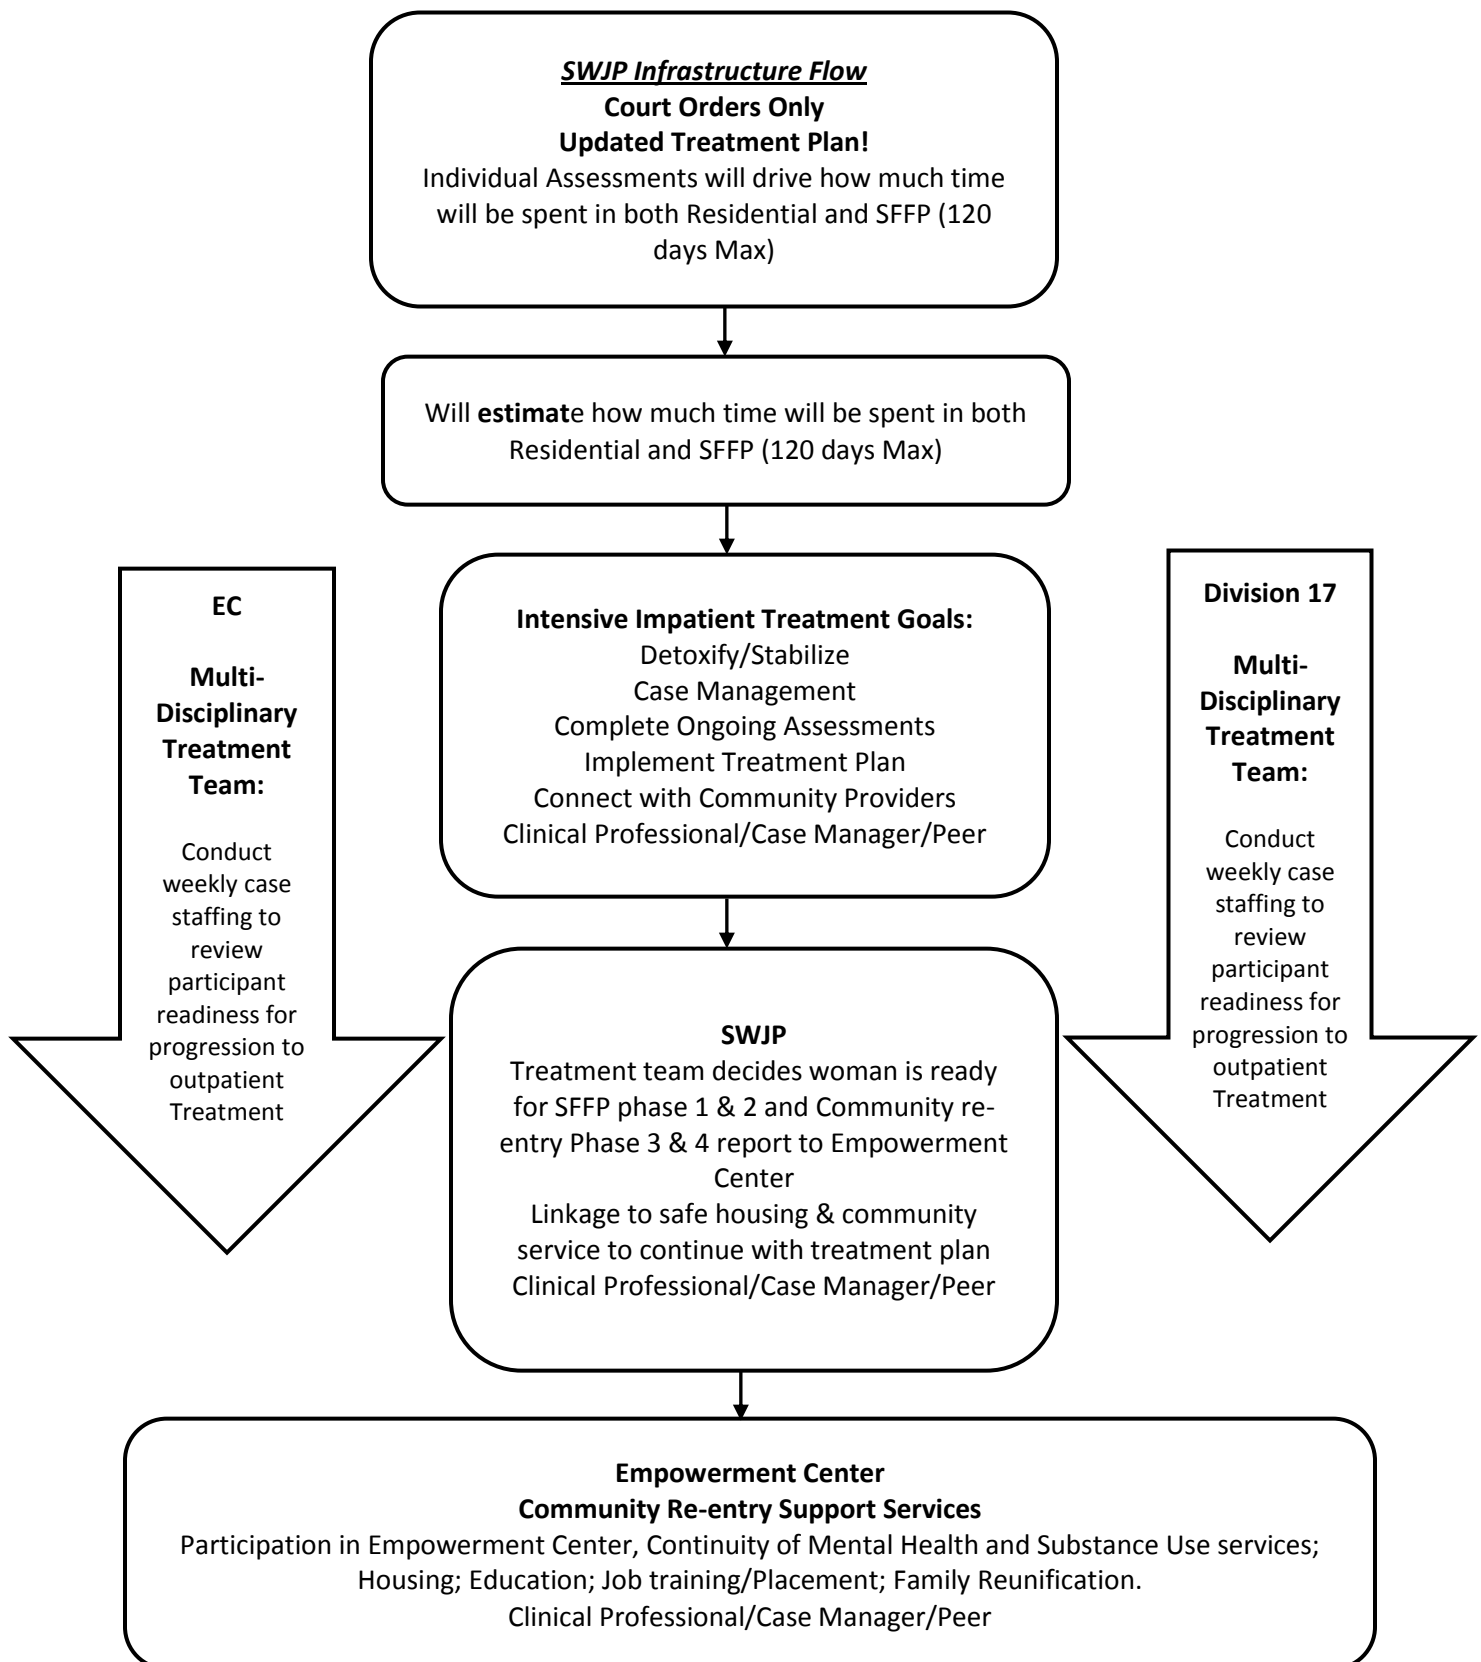 SWJP Infrastructure Flow
Court Orders Only
Updated Treatment Plan!
Individual Assessments will drive how much time
will be spent in both Residential and SFFP (120
days Max)
Will estimate how much time will be spent in both
Residential and SFFP (120 days Max)
EC
Multi-
Disciplinary
Treatment
Team:
Conduct
weekly case
staffing to
review
participant
readiness for
progression to
outpatient
Treatment
Intensive Impatient Treatment Goals:
Detoxify/Stabilize
Case Management
Complete Ongoing Assessments
Implement Treatment Plan
Connect with Community Providers
Clinical Professional/Case Manager/Peer
Division 17
Multi-
Disciplinary
Treatment
Team:
Conduct
weekly case
staffing to
review
participant
readiness for
progression to
outpatient
Treatment
SWJP
Treatment team decides woman is ready
for SFFP phase 1 & 2 and Community re-
entry Phase 3 & 4 report to Empowerment
Center
Linkage to safe housing & community
service to continue with treatment plan
Clinical Professional/Case Manager/Peer
Empowerment Center
Community Re-entry Support Services
Participation in Empowerment Center, Continuity of Mental Health and Substance Use services;
Housing; Education; Job training/Placement; Family Reunification.
Clinical Professional/Case Manager/Peer